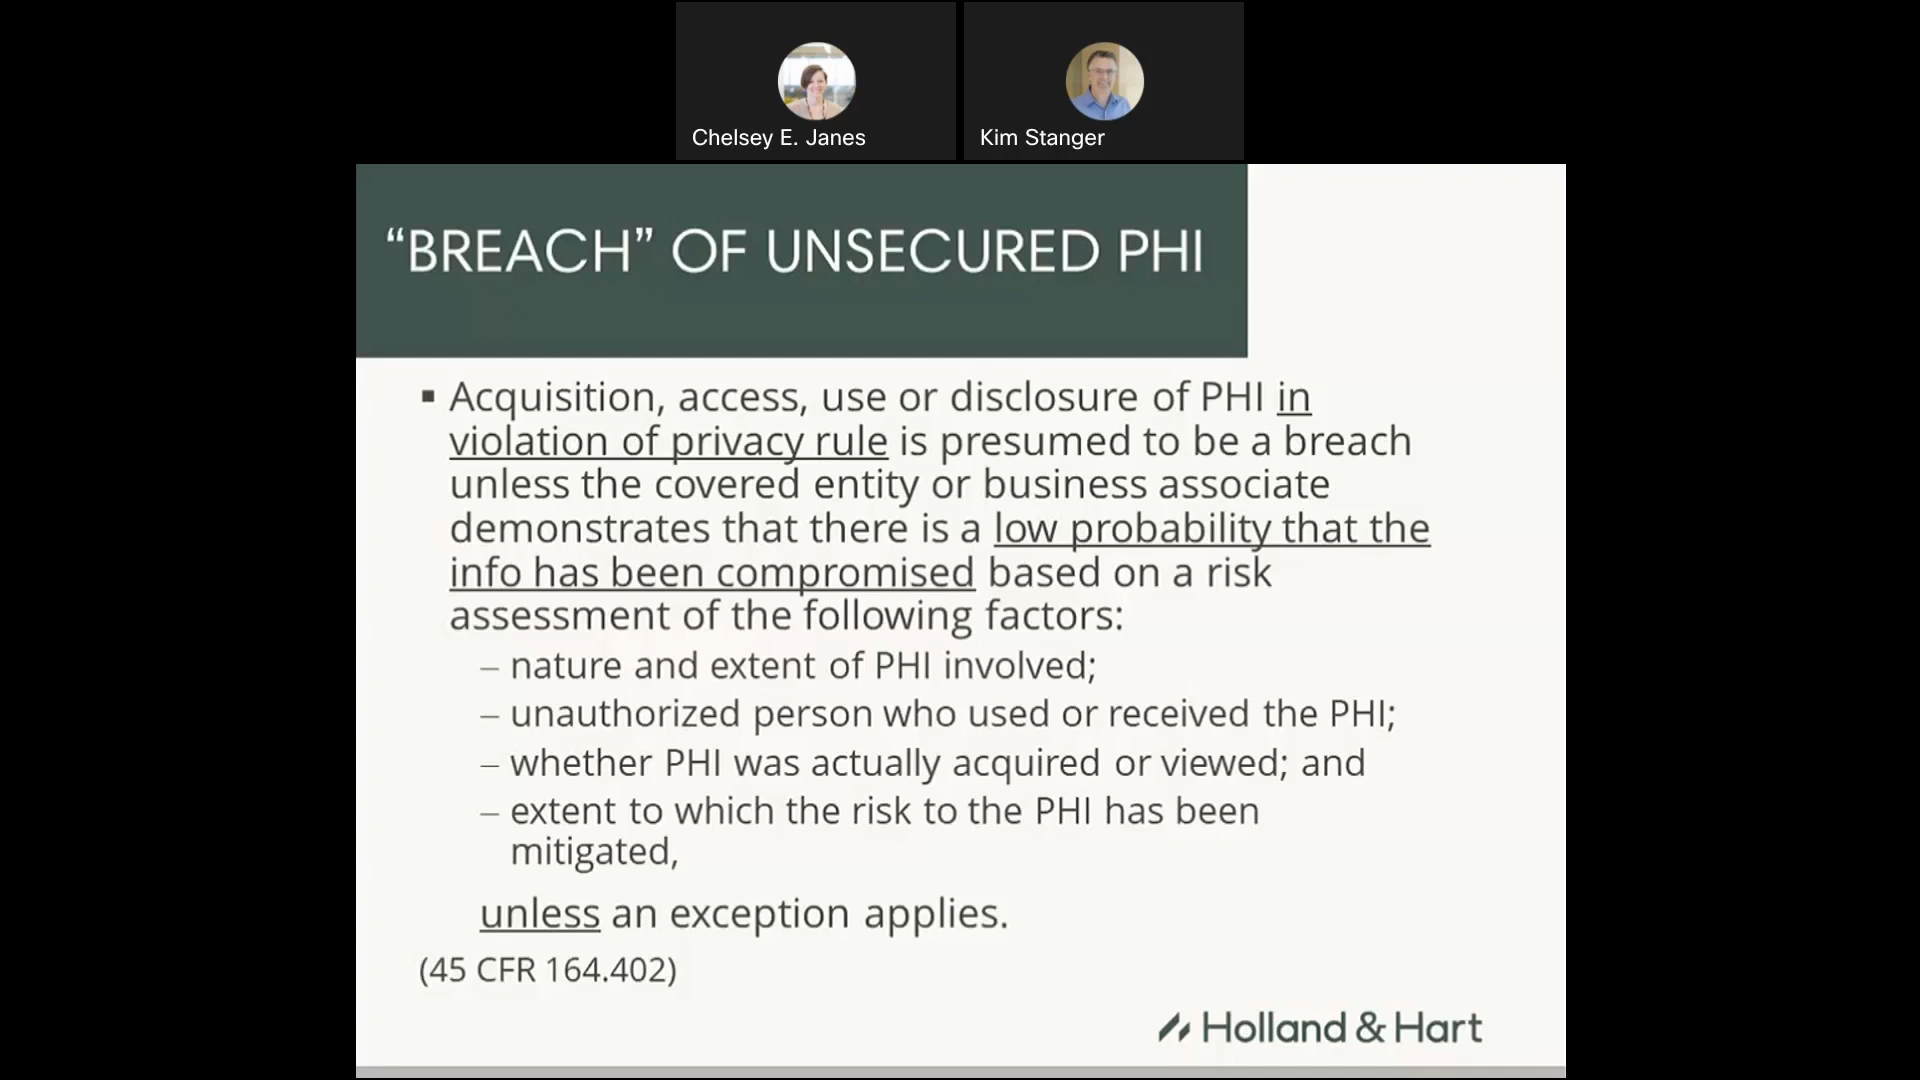 Chelsey E. Janes
Kim Stanger
“BREACH” OF UNSECURED PHI
▪ Acquisition, access, use or disclosure of PHI in
violation of privacy rule is presumed to be a breach
unless the covered entity or business associate
demonstrates that there is a low probability that the
info has been compromised based on a risk
assessment of the following factors:
– nature and extent of PHI involved;
– unauthorized person who used or received the PHI;
– whether PHI was actually acquired or viewed; and
– extent to which the risk to the PHI has been
mitigated,
unless an exception applies.
(45 CFR 164.402)
Holland & Hart